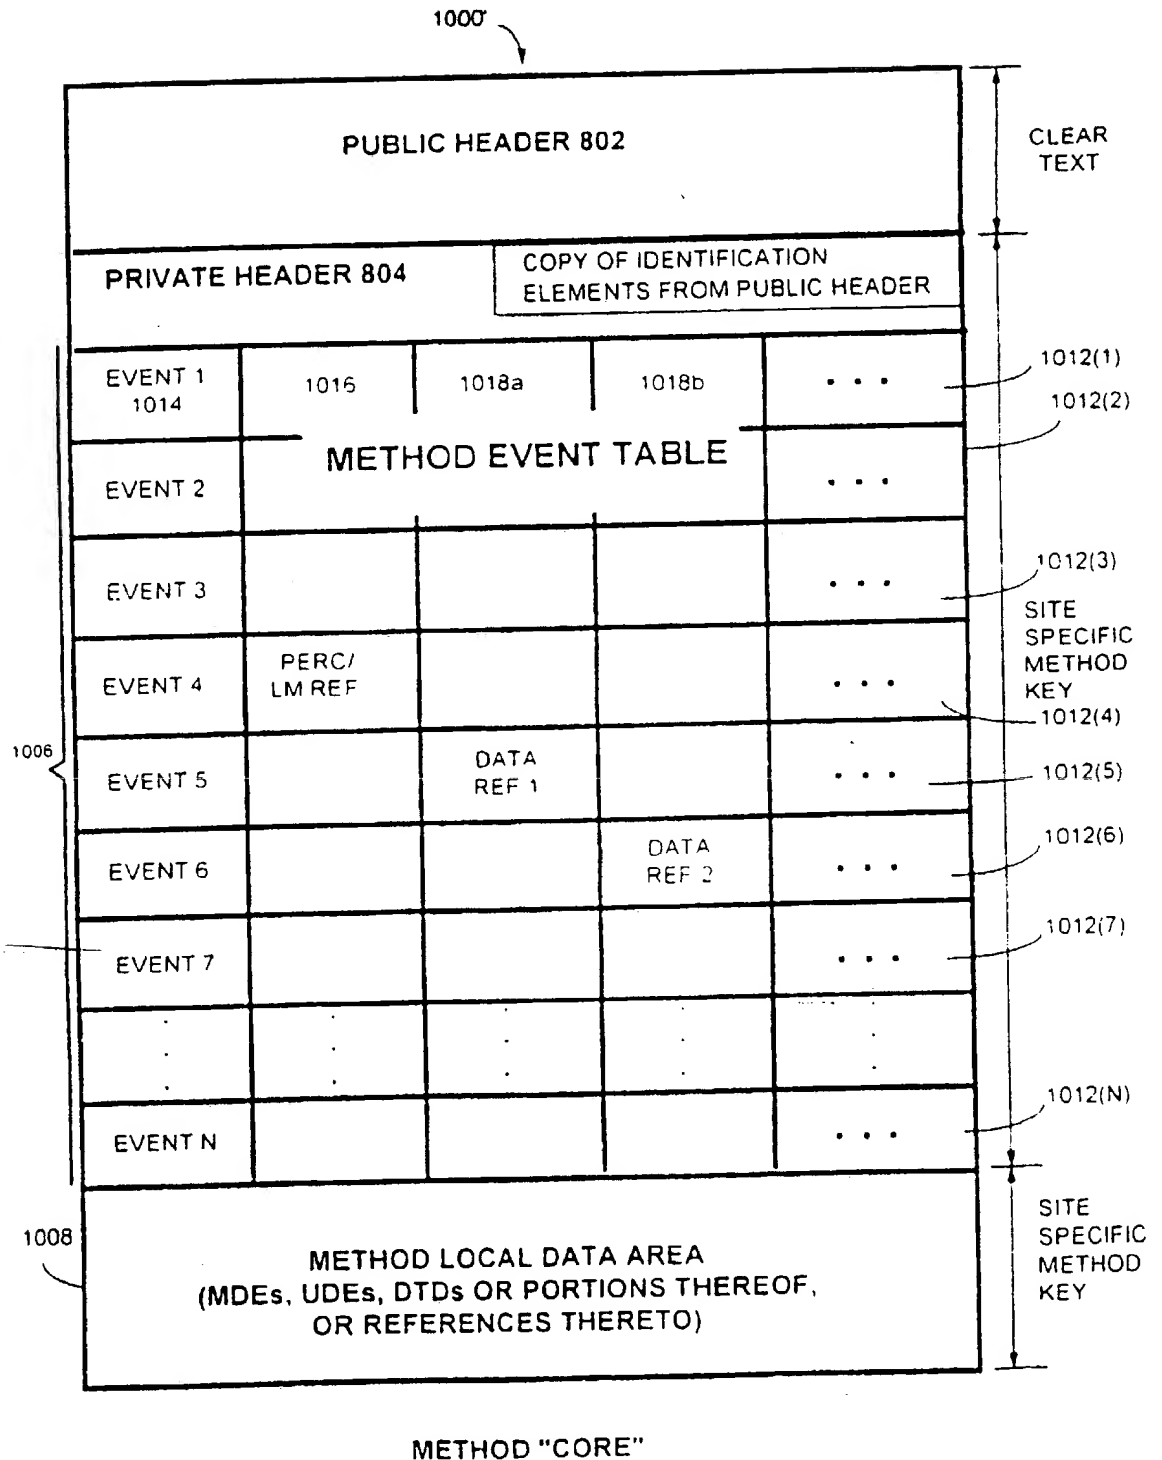 1000
PUBLIC HEADER 802
CLEAR
TEXT
PRIVATE HEADER 804
COPY OF IDENTIFICATION
ELEMENTS FROM PUBLIC HEADER
EVENT 1
1014
1016
1018a
1018b
• • •
1012(1)
1012(2)
METHOD EVENT TABLE
EVENT 2
• • •
EVENT 3
• • •
1012(3)
SITE
SPECIFIC
METHOD
KEY
EVENT 4
PERC/
LM REF
• • •
1012(4)
1006
EVENT 5
DATA
REF 1
• • •
1012(5)
EVENT 6
DATA
REF 2
• • •
1012(6)
EVENT 7
• • •
1012(7)
EVENT N
• • •
1012(N)
1008
METHOD LOCAL DATA AREA
(MDEs, UDEs, DTDs OR PORTIONS THEREOF,
OR REFERENCES THERETO)
SITE
SPECIFIC
METHOD
KEY
METHOD "CORE"